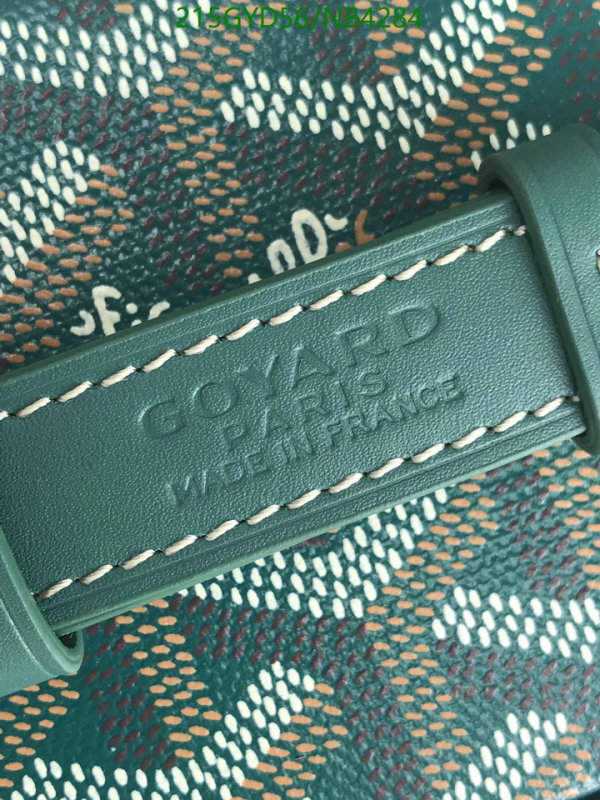 215GYD56/NB4284
GOYARD
PARIS
MADE IN FRANCE